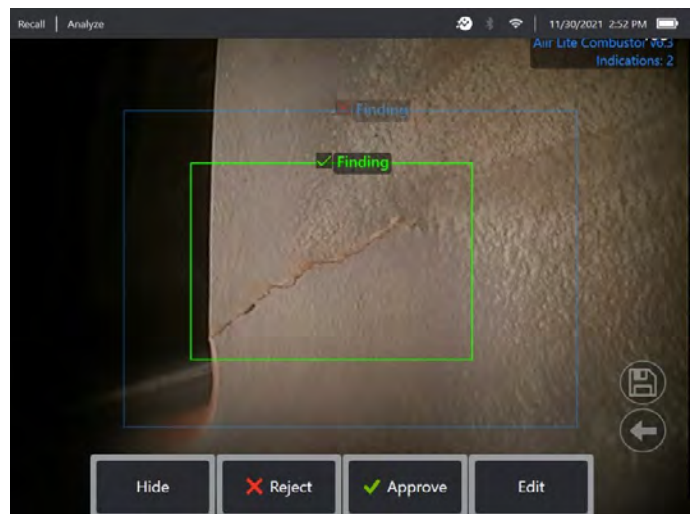 Recall | Analyze 11/30/2021 2:52 PM
Aiir Lite Combustor v0.3
Indications: 2
Finding
Finding
Hide Reject Approve Edit